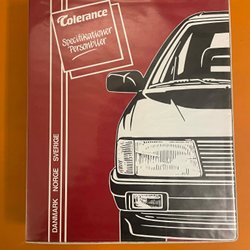 Tolerance
Specifikationer
Personbiler
DANMARK NORGE SVERIGE